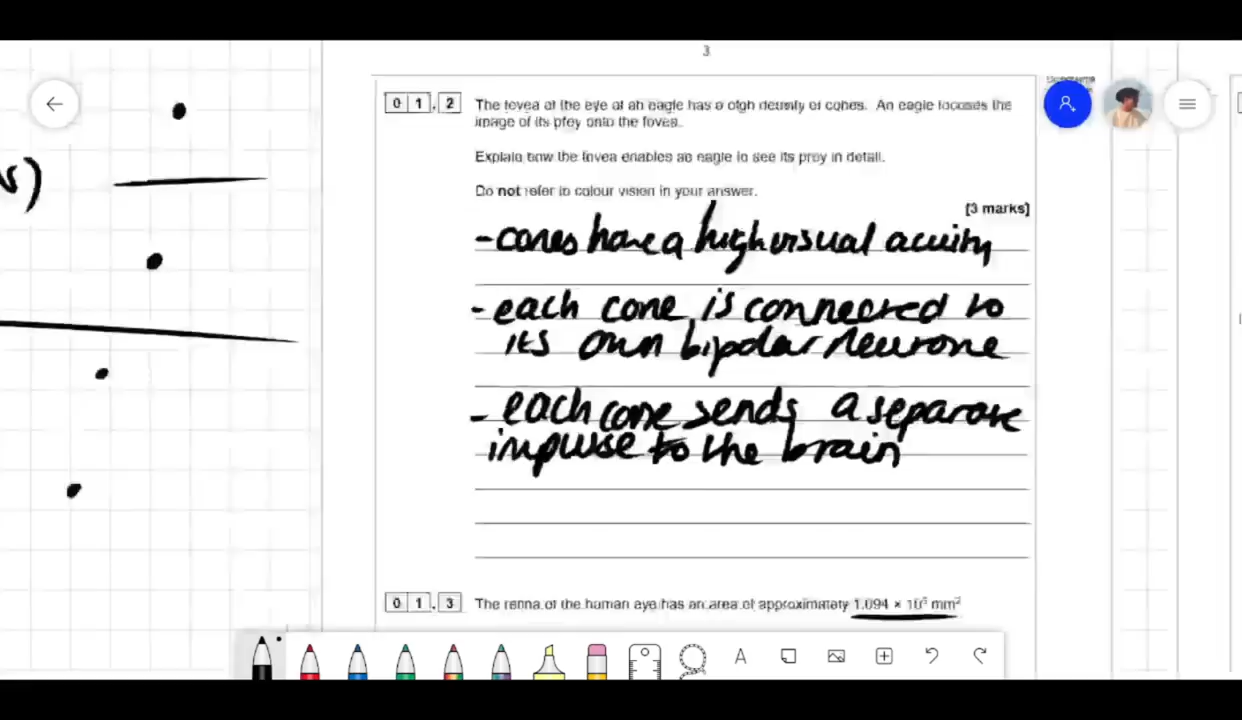 3
v)
0 1 . 2 The fovea of the eye of an eagle has a high density of cones. An eagle focuses the
image of its prey onto the fovea.
Explain how the fovea enables an eagle to see its prey in detail.
Do not refer to colour vision in your answer.
[3 marks]
- cones have a high visual acuity
- each cone is connected to
its own bipolar neurone
- each cone sends a separate
impulse to the brain
0 1 . 3 The retina of the human eye has an area of approximately 1.094 × 10³ mm²
A